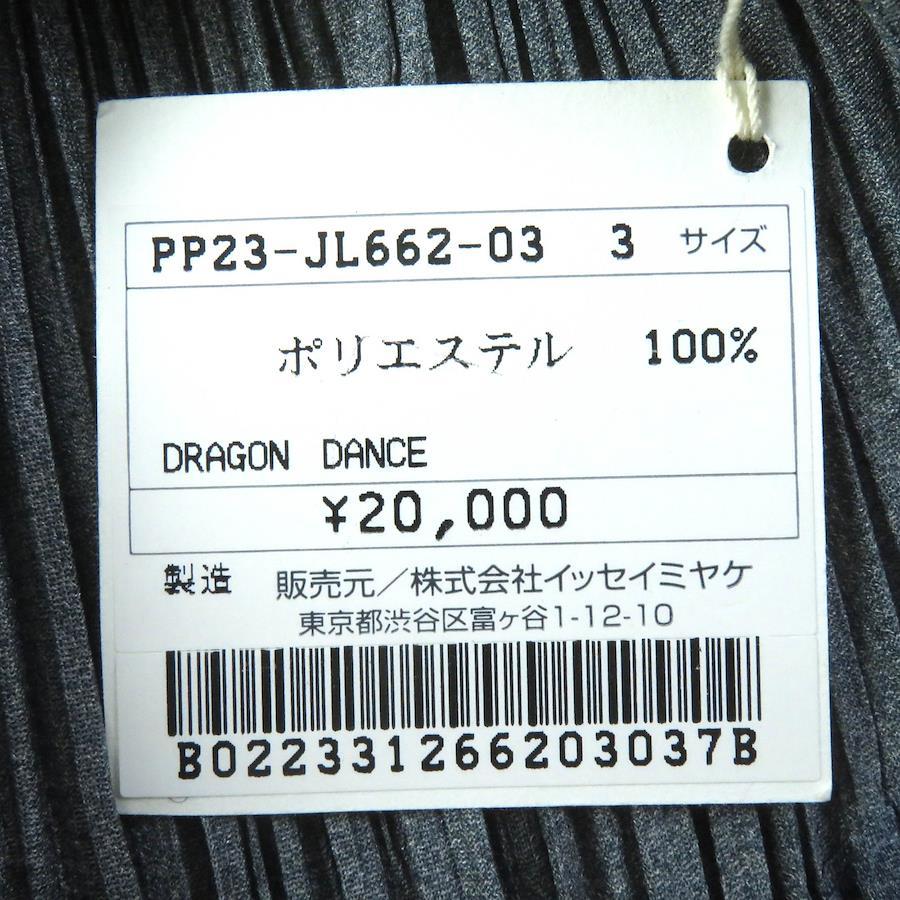 PP23-JL662-03 3 サイズ
ポリエステル 100%
DRAGON DANCE
¥20,000
製造 販売元／株式会社イッセイミヤケ
東京都渋谷区富ヶ谷1-12-10
B022331266203037B